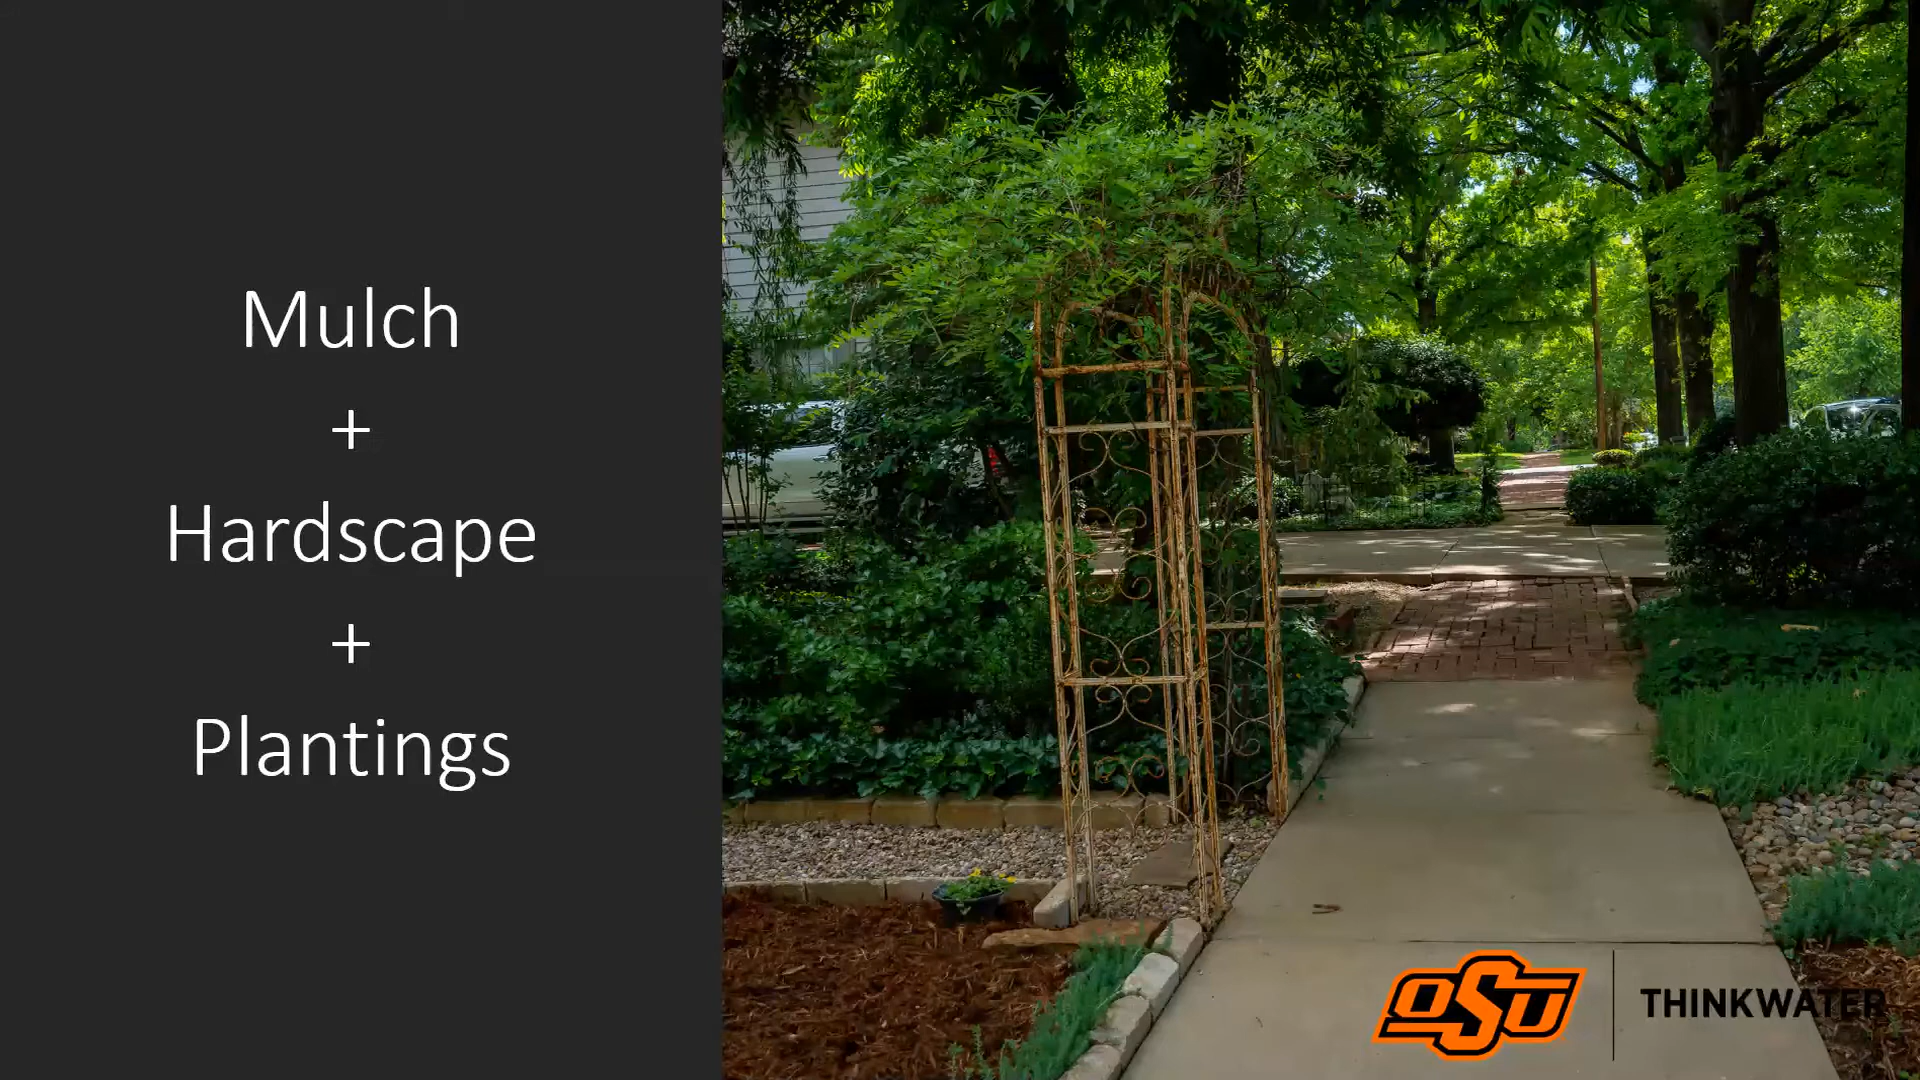 Mulch
+
Hardscape
+
Plantings
OSU
THINKWATER